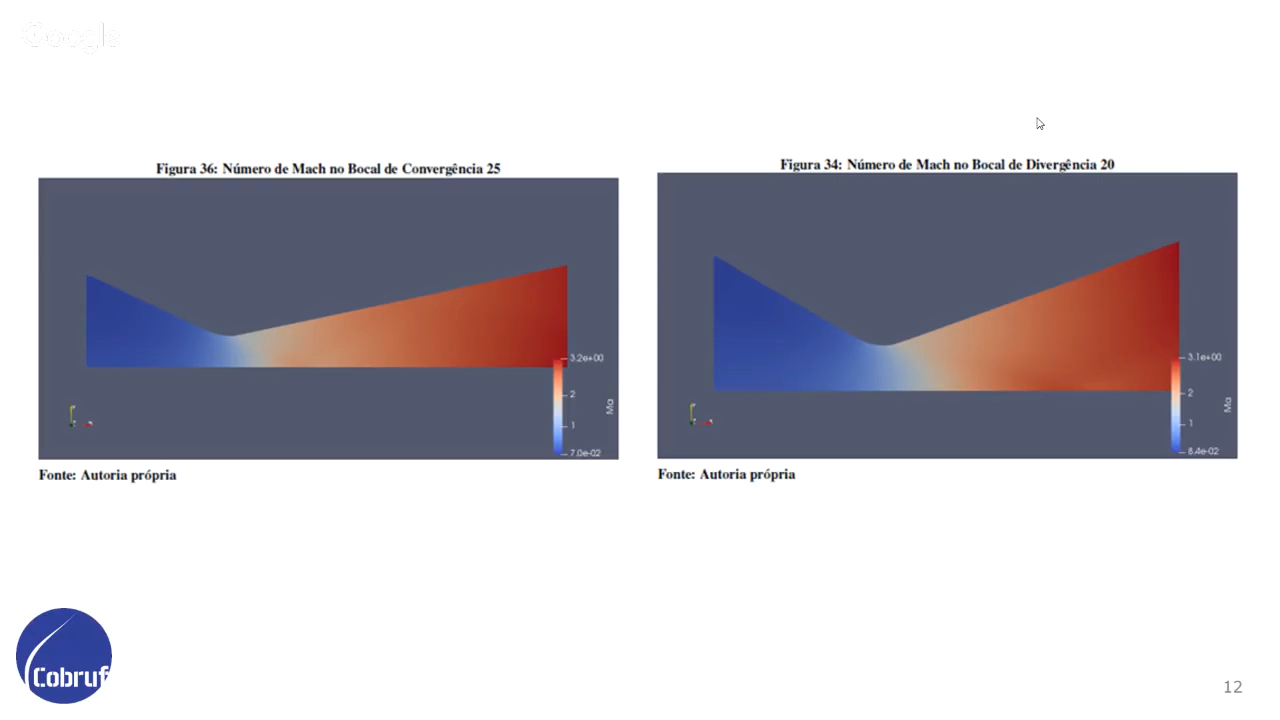 Google
Figura 36: Número de Mach no Bocal de Convergência 25
3.2e+00
2
1
7.0e-02
Ma
Fonte: Autoria própria
Figura 34: Número de Mach no Bocal de Divergência 20
3.1e+00
2
1
8.4e-02
Ma
Fonte: Autoria própria
Cobruf
12